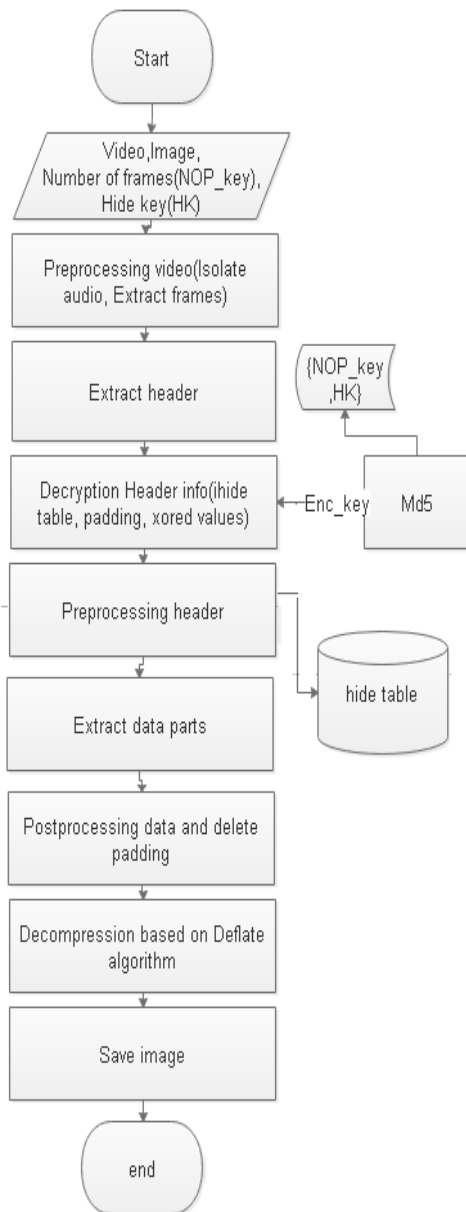 Start
Video,Image,
Number of frames(NOP_key),
Hide key(HK)
Preprocessing video(Isolate
audio, Extract frames)
Extract header
{NOP_key
,HK}
Decryption Header info(ihide
table, padding, xored values)
Enc_key
Md5
Preprocessing header
hide table
Extract data parts
Postprocessing data and delete
padding
Decompression based on Deflate
algorithm
Save image
end